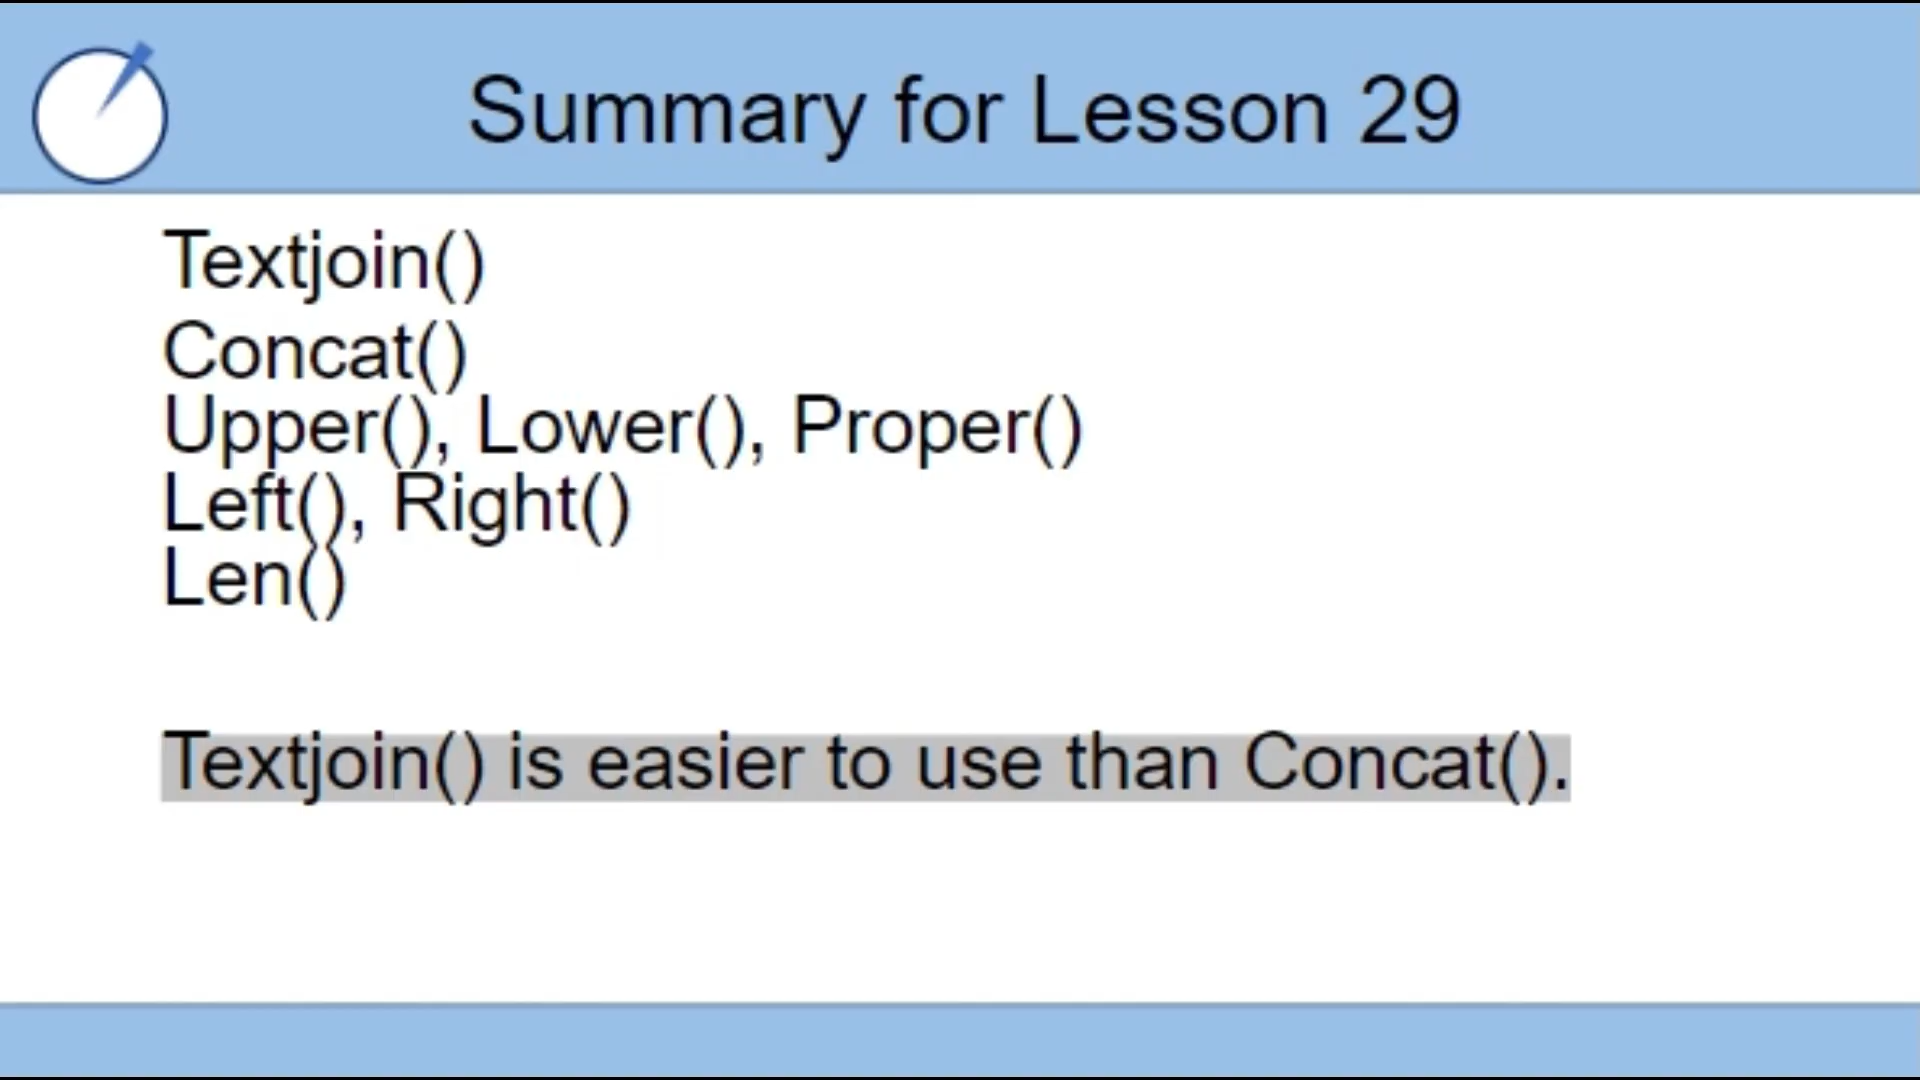 Summary for Lesson 29
Textjoin()
Concat()
Upper(), Lower(), Proper()
Left(), Right()
Len()
Textjoin() is easier to use than Concat().